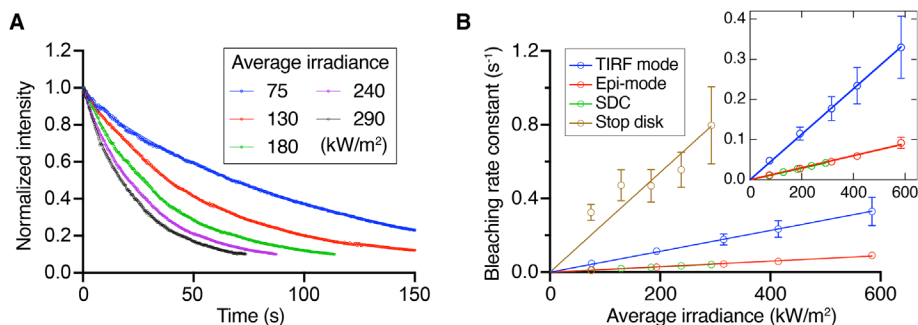 A
B
1.2
1.0
0.8
0.6
0.4
0.2
0.0
Normalized intensity
0
50
100
150
Time (s)
Average irradiance
75 240
130 290
180 (kW/m²)
1.2
0.8
0.4
0.0
Bleaching rate constant (s⁻¹)
0
200
400
600
Average irradiance (kW/m²)
TIRF mode
Epi-mode
SDC
Stop disk
0.4
0.3
0.2
0.1
0.0
0 200 400 600